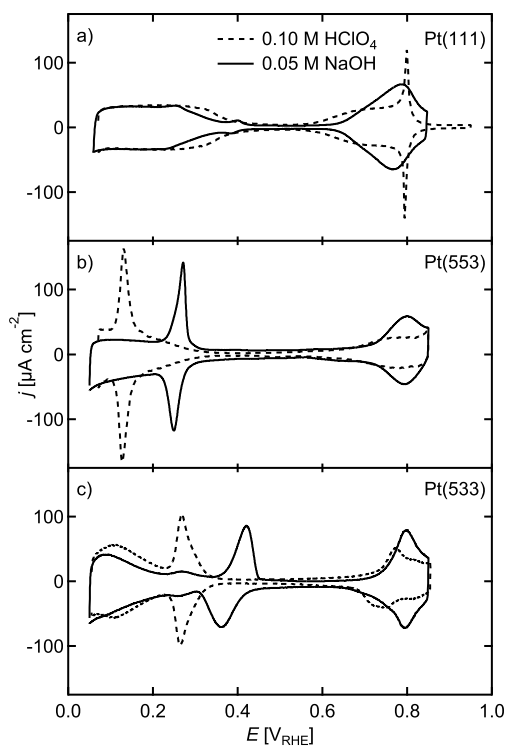 a)
0.10 M HClO₄
0.05 M NaOH
Pt(111)
100
0
-100
b)
Pt(553)
100
0
-100
j [µA cm⁻²]
c)
Pt(533)
100
0
-100
0.0 0.2 0.4 0.6 0.8 1.0
E [V_RHE]